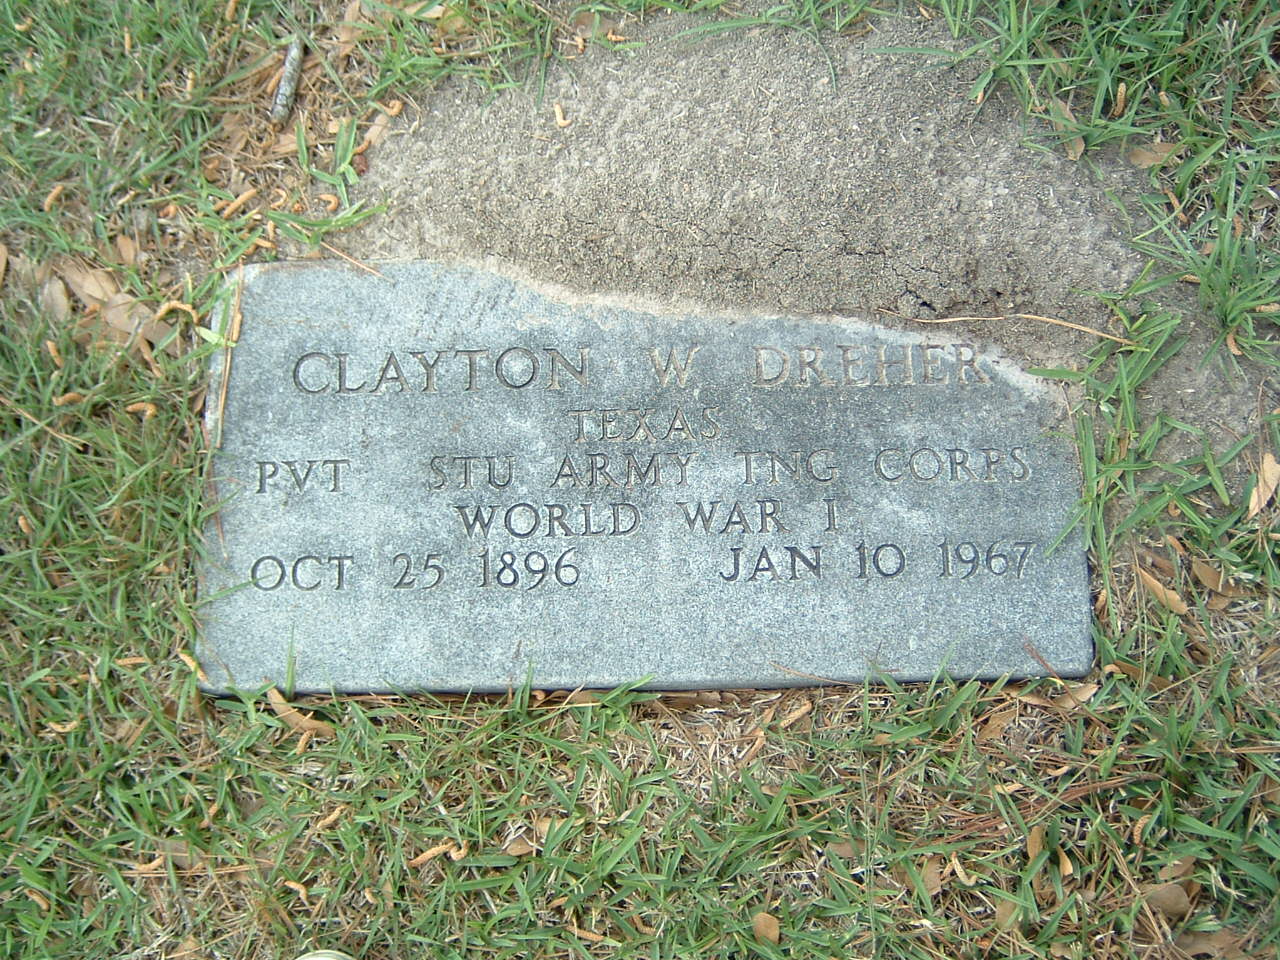 CLAYTON W DREHER
TEXAS
PVT STU ARMY TNG CORPS
WORLD WAR I
OCT 25 1896 JAN 10 1967